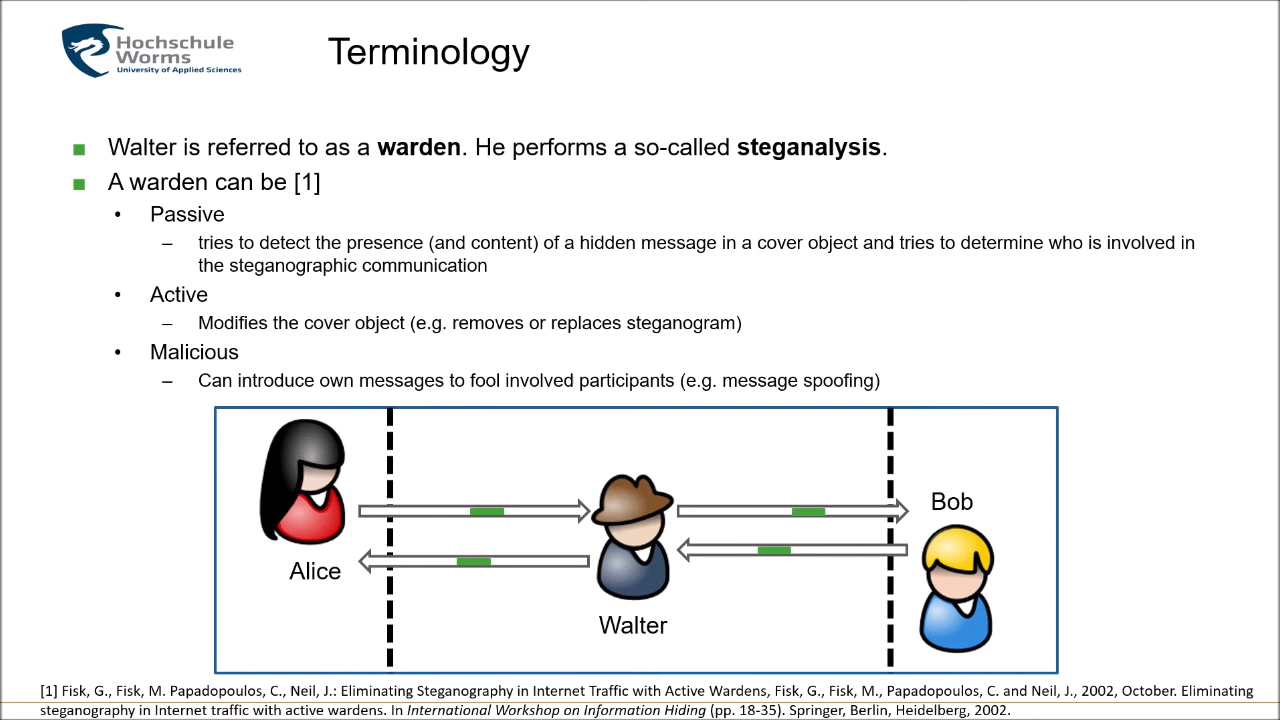 Hochschule
Worms
University of Applied Sciences
Terminology
Walter is referred to as a warden. He performs a so-called steganalysis.
A warden can be [1]
• Passive
– tries to detect the presence (and content) of a hidden message in a cover object and tries to determine who is involved in
the steganographic communication
• Active
– Modifies the cover object (e.g. removes or replaces steganogram)
• Malicious
– Can introduce own messages to fool involved participants (e.g. message spoofing)
Bob
Alice
Walter
[1] Fisk, G., Fisk, M. Papadopoulos, C., Neil, J.: Eliminating Steganography in Internet Traffic with Active Wardens, Fisk, G., Fisk, M., Papadopoulos, C. and Neil, J., 2002, October. Eliminating
steganography in Internet traffic with active wardens. In International Workshop on Information Hiding (pp. 18-35). Springer, Berlin, Heidelberg, 2002.